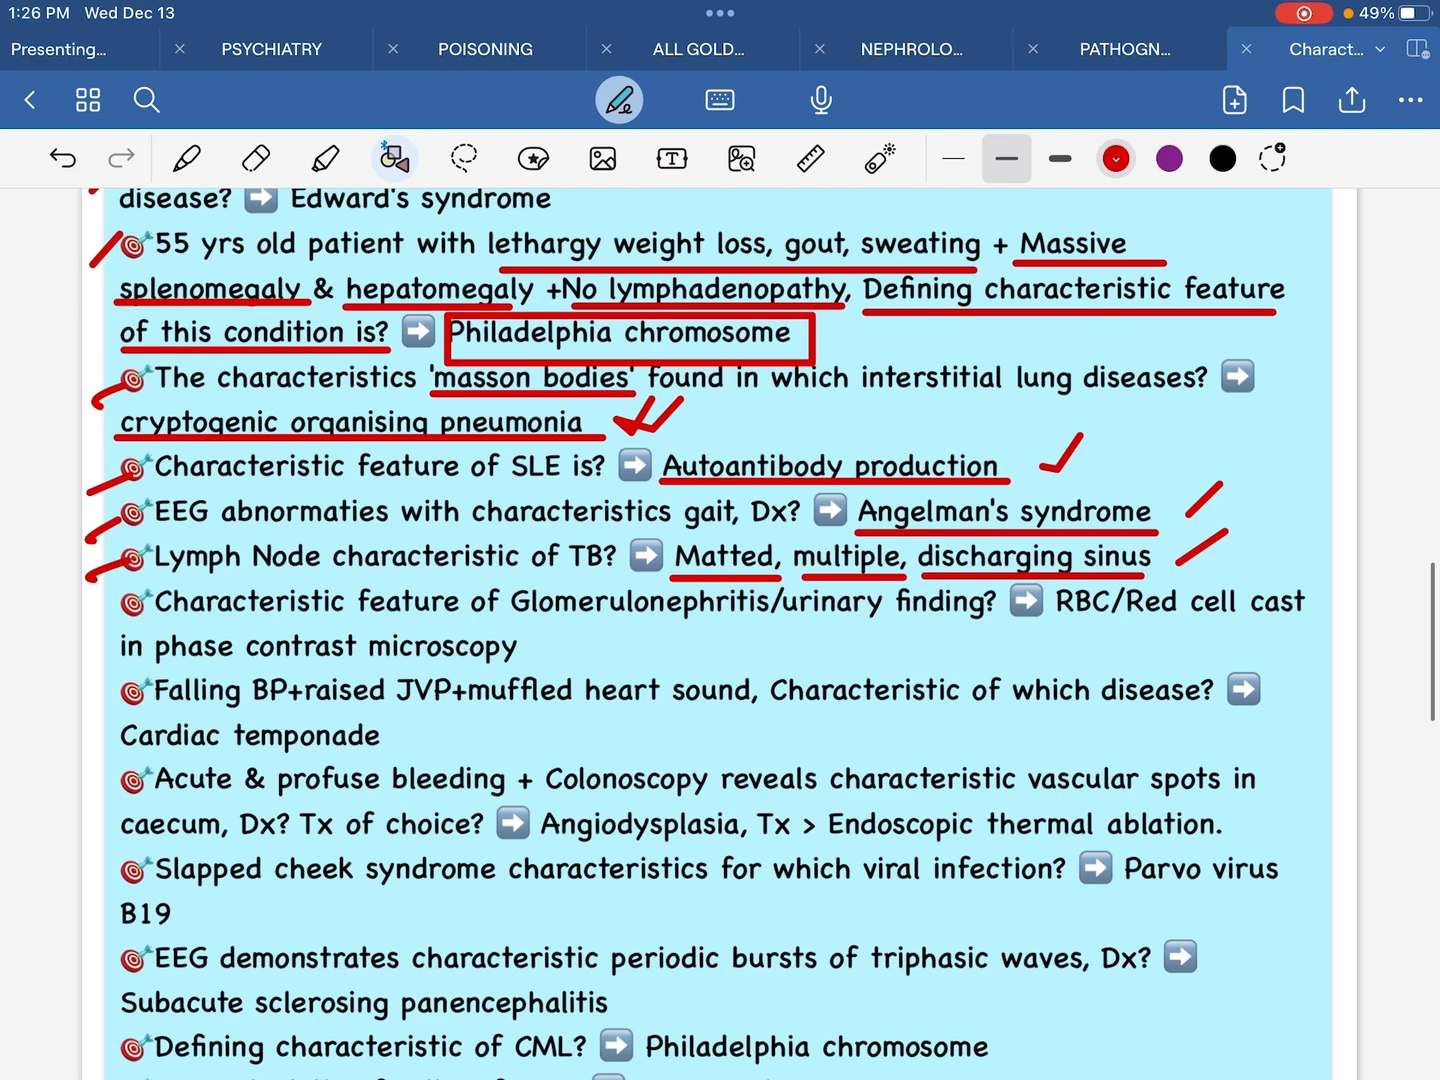 1:26 PM Wed Dec 13 49%
Presenting... PSYCHIATRY POISONING ALL GOLD... NEPHROLO... PATHOGN... Charact...
disease? ➡ Edward's syndrome
🎯55 yrs old patient with lethargy weight loss, gout, sweating + Massive
splenomegaly & hepatomegaly +No lymphadenopathy, Defining characteristic feature
of this condition is? ➡ Philadelphia chromosome
🎯The characteristics 'masson bodies' found in which interstitial lung diseases? ➡
cryptogenic organising pneumonia
🎯Characteristic feature of SLE is? ➡ Autoantibody production
🎯EEG abnormaties with characteristics gait, Dx? ➡ Angelman's syndrome
🎯Lymph Node characteristic of TB? ➡ Matted, multiple, discharging sinus
🎯Characteristic feature of Glomerulonephritis/urinary finding? ➡ RBC/Red cell cast
in phase contrast microscopy
🎯Falling BP+raised JVP+muffled heart sound, Characteristic of which disease? ➡
Cardiac temponade
🎯Acute & profuse bleeding + Colonoscopy reveals characteristic vascular spots in
caecum, Dx? Tx of choice? ➡ Angiodysplasia, Tx > Endoscopic thermal ablation.
🎯Slapped cheek syndrome characteristics for which viral infection? ➡ Parvo virus
B19
🎯EEG demonstrates characteristic periodic bursts of triphasic waves, Dx? ➡
Subacute sclerosing panencephalitis
🎯Defining characteristic of CML? ➡ Philadelphia chromosome